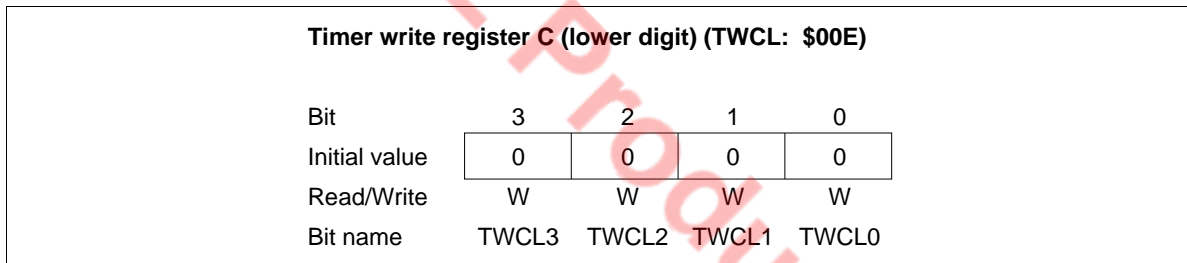 Timer write register C (lower digit) (TWCL: $00E)
Bit 3 2 1 0
Initial value 0 0 0 0
Read/Write W W W W
Bit name TWCL3 TWCL2 TWCL1 TWCL0